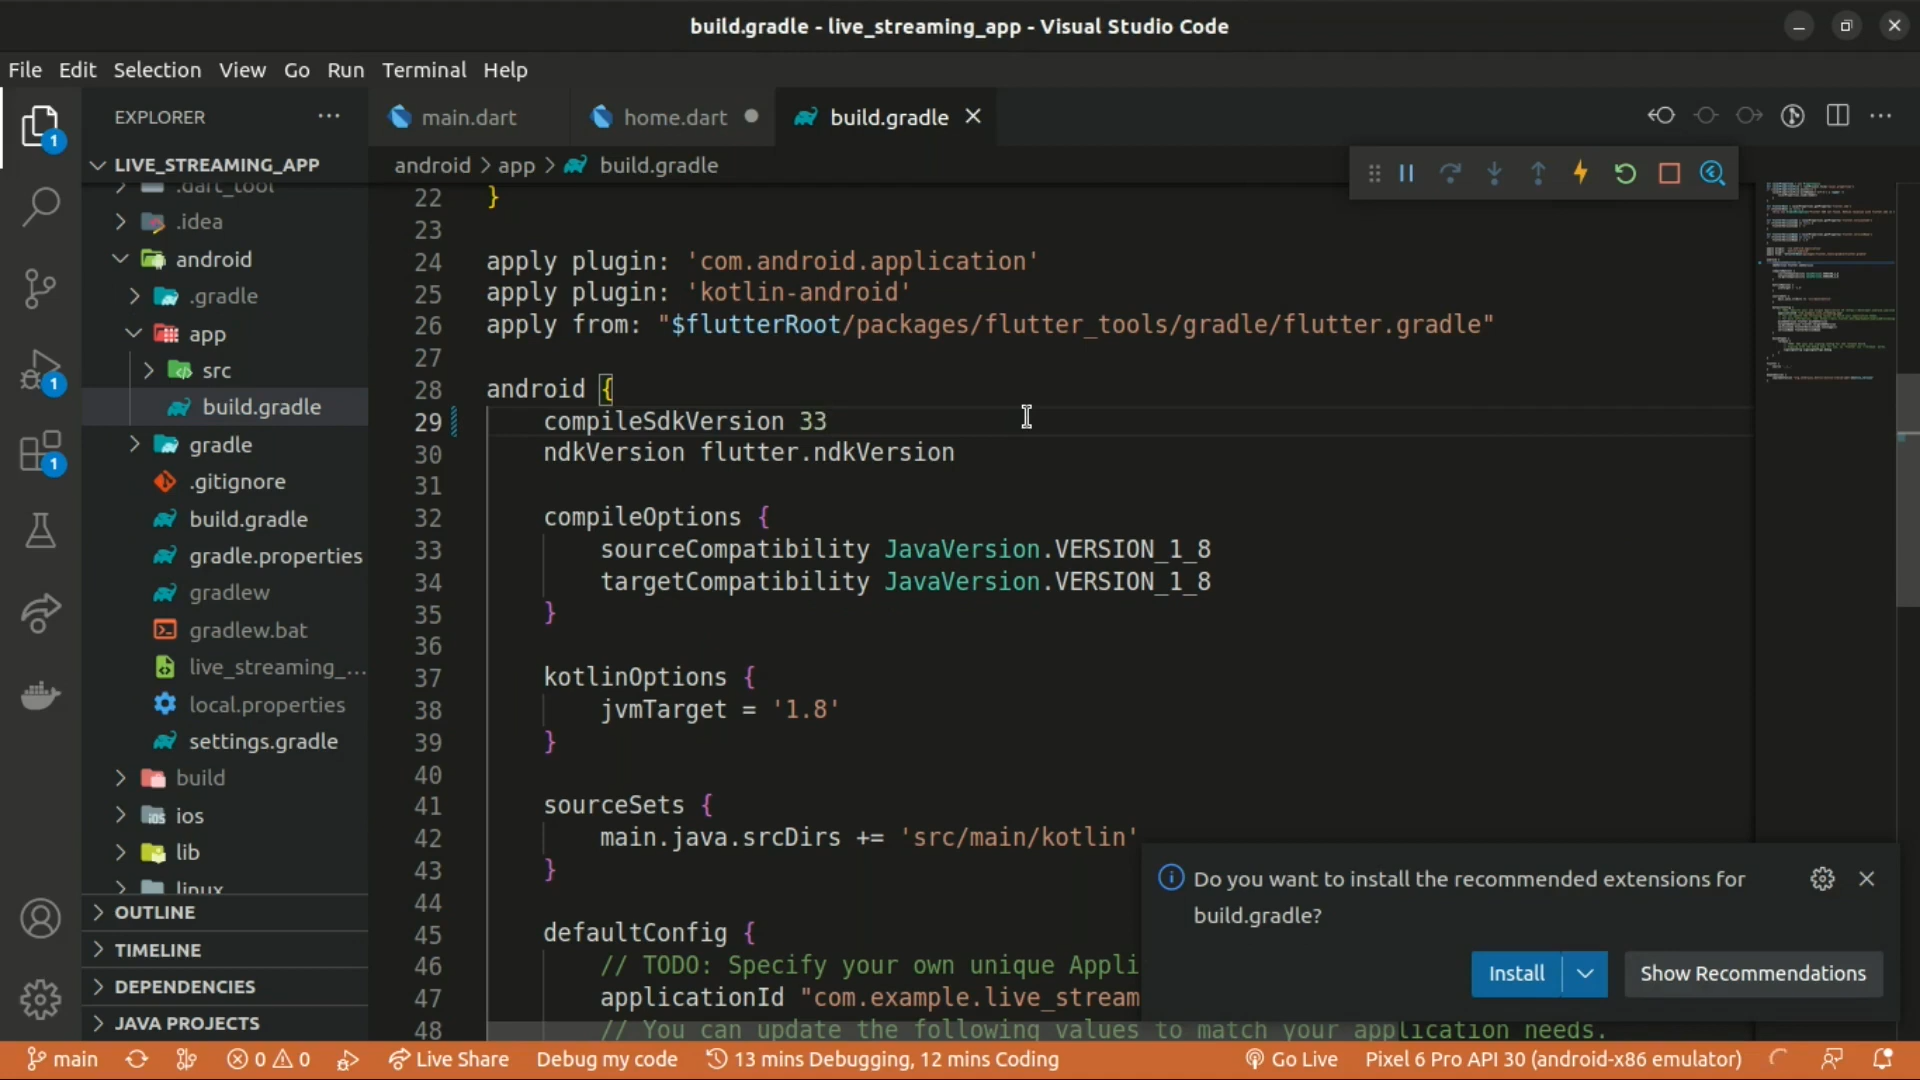 build.gradle - live_streaming_app - Visual Studio Code
File Edit Selection View Go Run Terminal Help
EXPLORER ...
main.dart
home.dart
build.gradle
LIVE_STREAMING_APP
android > app > build.gradle
.dart_tool
.idea
android
.gradle
app
src
build.gradle
gradle
.gitignore
build.gradle
gradle.properties
gradlew
gradlew.bat
live_streaming_...
local.properties
settings.gradle
build
ios
lib
linux
OUTLINE
TIMELINE
DEPENDENCIES
JAVA PROJECTS
1
1
1
22 }
23
24 apply plugin: 'com.android.application'
25 apply plugin: 'kotlin-android'
26 apply from: "$flutterRoot/packages/flutter_tools/gradle/flutter.gradle"
27
28 android {
29 compileSdkVersion 33
30 ndkVersion flutter.ndkVersion
31
32 compileOptions {
33 sourceCompatibility JavaVersion.VERSION_1_8
34 targetCompatibility JavaVersion.VERSION_1_8
35 }
36
37 kotlinOptions {
38 jvmTarget = '1.8'
39 }
40
41 sourceSets {
42 main.java.srcDirs += 'src/main/kotlin'
43 }
44
45 defaultConfig {
46 // TODO: Specify your own unique Appli
47 applicationId "com.example.live_stream
48 // You can update the following values to match your application needs.
Do you want to install the recommended extensions for
build.gradle?
Install
Show Recommendations
main 0 0 Live Share Debug my code 13 mins Debugging, 12 mins Coding Go Live Pixel 6 Pro API 30 (android-x86 emulator)